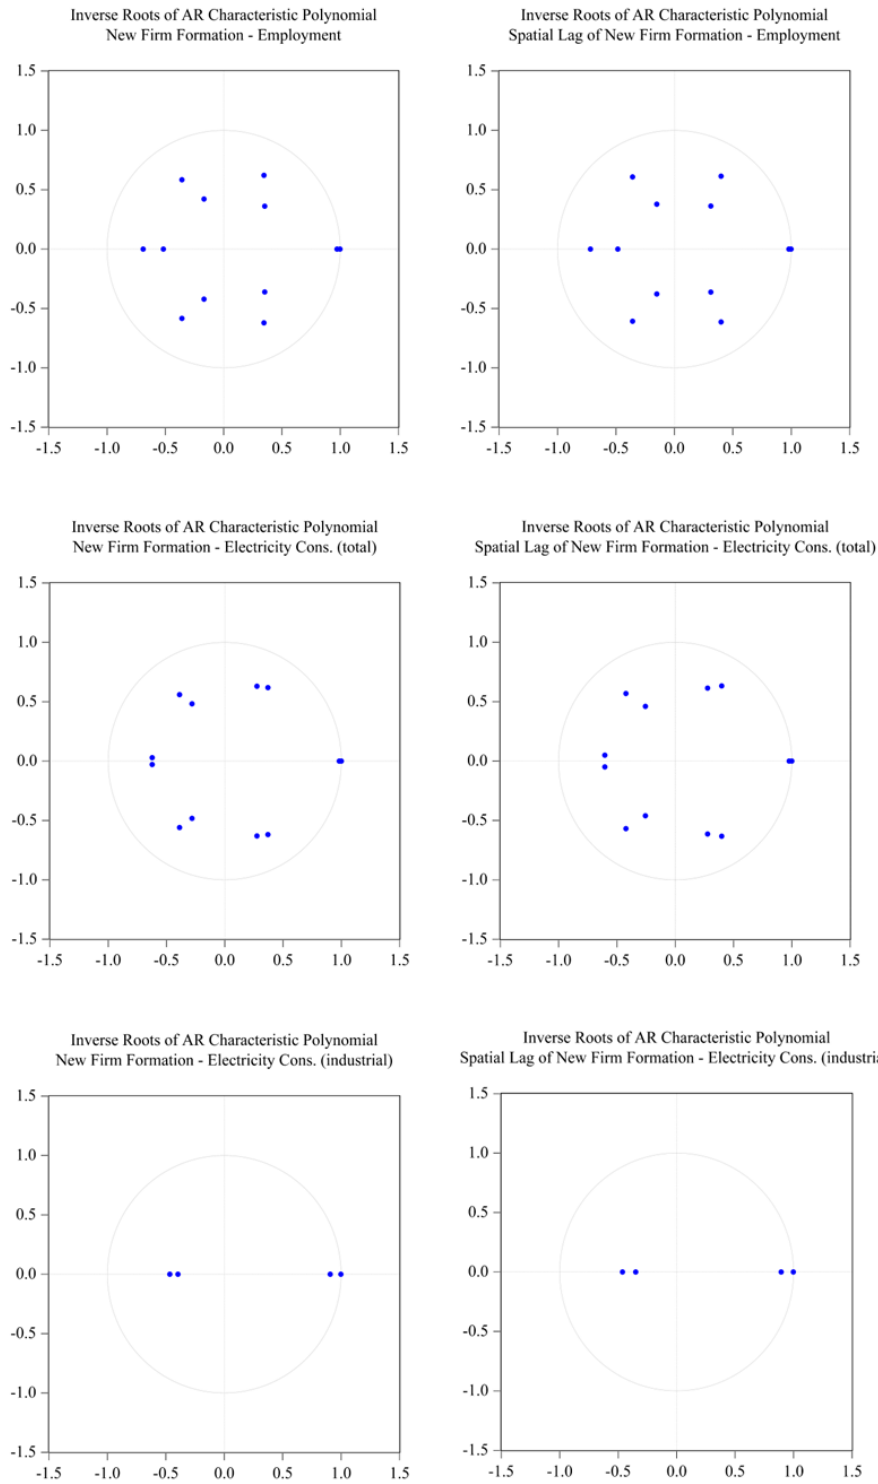 Inverse Roots of AR Characteristic Polynomial
New Firm Formation - Employment
1.5
1.0
0.5
0.0
-0.5
-1.0
-1.5
-1.5 -1.0 -0.5 0.0 0.5 1.0 1.5
Inverse Roots of AR Characteristic Polynomial
Spatial Lag of New Firm Formation - Employment
1.5
1.0
0.5
0.0
-0.5
-1.0
-1.5
-1.5 -1.0 -0.5 0.0 0.5 1.0 1.5
Inverse Roots of AR Characteristic Polynomial
New Firm Formation - Electricity Cons. (total)
1.5
1.0
0.5
0.0
-0.5
-1.0
-1.5
-1.5 -1.0 -0.5 0.0 0.5 1.0 1.5
Inverse Roots of AR Characteristic Polynomial
Spatial Lag of New Firm Formation - Electricity Cons. (total)
1.5
1.0
0.5
0.0
-0.5
-1.0
-1.5
-1.5 -1.0 -0.5 0.0 0.5 1.0 1.5
Inverse Roots of AR Characteristic Polynomial
New Firm Formation - Electricity Cons. (industrial)
1.5
1.0
0.5
0.0
-0.5
-1.0
-1.5
-1.5 -1.0 -0.5 0.0 0.5 1.0 1.5
Inverse Roots of AR Characteristic Polynomial
Spatial Lag of New Firm Formation - Electricity Cons. (industria
1.5
1.0
0.5
0.0
-0.5
-1.0
-1.5
-1.5 -1.0 -0.5 0.0 0.5 1.0 1.5